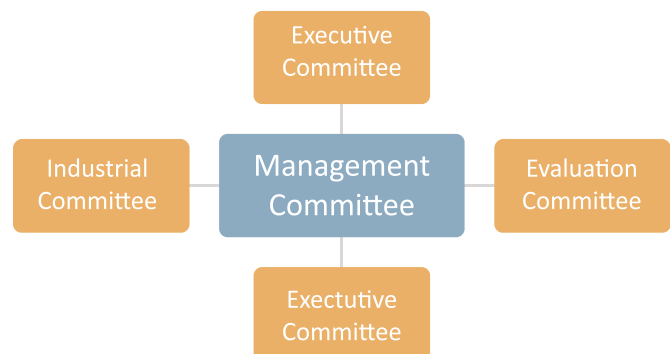 Executive
Committee
Industrial
Committee
Management
Committee
Evaluation
Committee
Exectutive
Committee